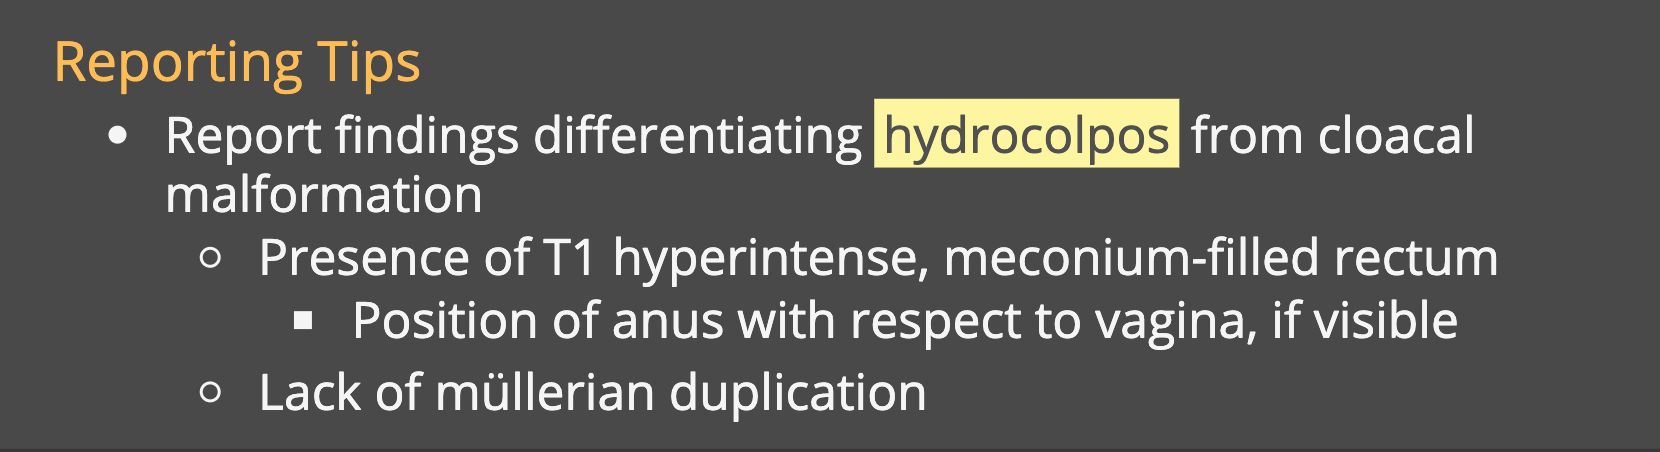 Reporting Tips
• Report findings differentiating hydrocolpos from cloacal
malformation
○ Presence of T1 hyperintense, meconium-filled rectum
▪ Position of anus with respect to vagina, if visible
○ Lack of müllerian duplication